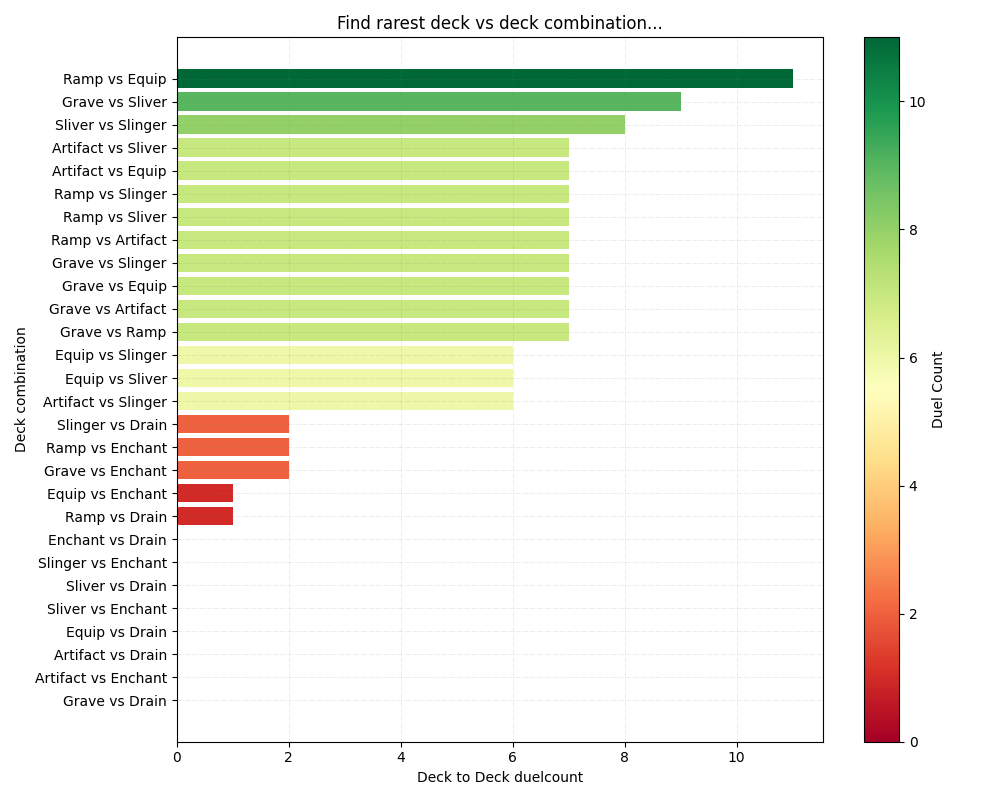 Find rarest deck vs deck combination...
Ramp vs Equip
Grave vs Sliver
Sliver vs Slinger
Artifact vs Sliver
Artifact vs Equip
Ramp vs Slinger
Ramp vs Sliver
Ramp vs Artifact
Grave vs Slinger
Grave vs Equip
Grave vs Artifact
Grave vs Ramp
Equip vs Slinger
Equip vs Sliver
Artifact vs Slinger
Slinger vs Drain
Ramp vs Enchant
Grave vs Enchant
Equip vs Enchant
Ramp vs Drain
Enchant vs Drain
Slinger vs Enchant
Sliver vs Drain
Sliver vs Enchant
Equip vs Drain
Artifact vs Drain
Artifact vs Enchant
Grave vs Drain
Deck combination
0 2 4 6 8 10
Deck to Deck duelcount
10
8
6
4
2
0
Duel Count